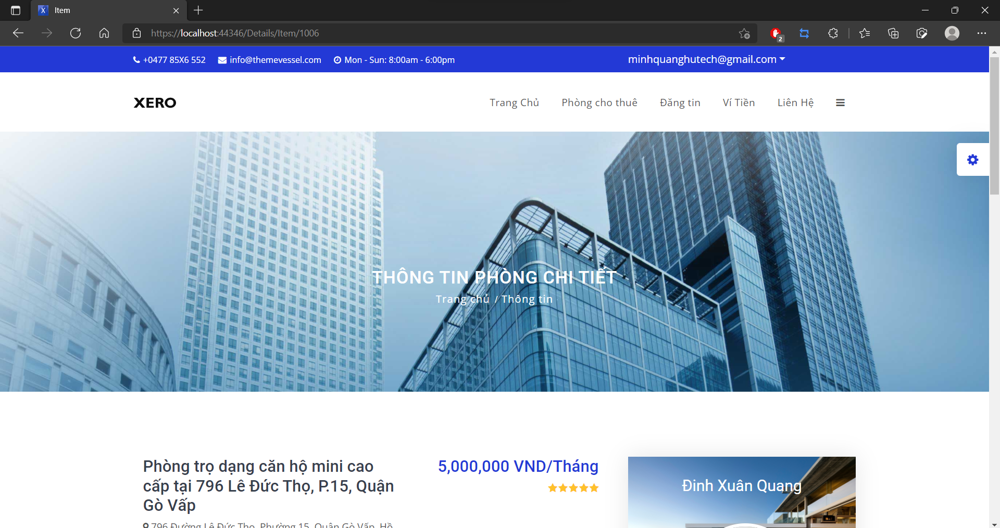 Item
https://localhost:44346/Details/Item/1006
2
+0477 85X6 552 info@themevessel.com Mon - Sun: 8:00am - 6:00pm minhquanghutech@gmail.com
XERO Trang Chủ Phòng cho thuê Đăng tin Ví Tiền Liên Hệ
THÔNG TIN PHÒNG CHI TIẾT
Trang chủ / Thông tin
Phòng trọ dạng căn hộ mini cao
cấp tại 796 Lê Đức Thọ, P.15, Quận
Gò Vấp
5,000,000 VND/Tháng
Đinh Xuân Quang
796 Đường Lê Đức Thọ, Phường 15, Quận Gò Vấp, Hồ